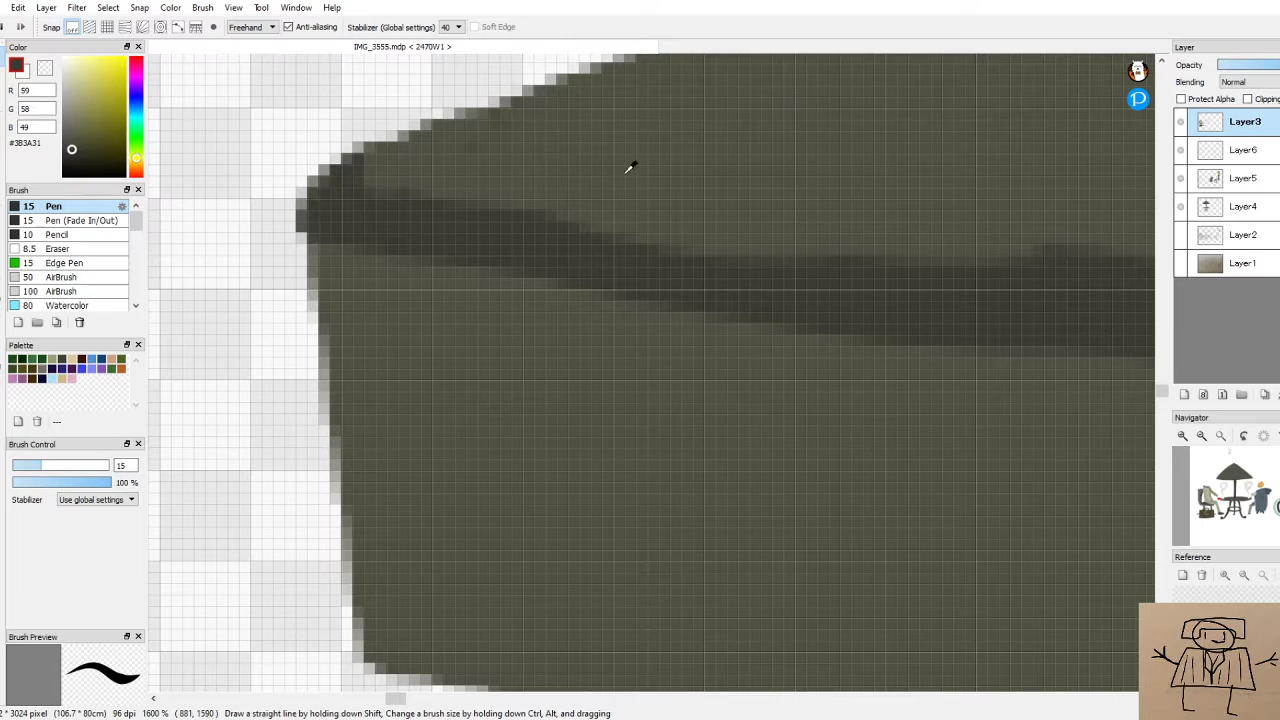 Edit Layer Filter Select Snap Color Brush View Tool Window Help
Snap off Freehand Anti-aliasing Stabilizer (Global settings) 40 Soft Edge
IMG_3555.mdp < 2470W1 >
Color
R 59
G 58
B 49
#3B3A31
Brush
15 Pen
15 Pen (Fade In/Out)
10 Pencil
8.5 Eraser
15 Edge Pen
50 AirBrush
100 AirBrush
80 Watercolor
Palette
---
Brush Control
15
100 %
Stabilizer Use global settings
Brush Preview
Layer
Opacity
Blending Normal
Protect Alpha Clipping
Layer3
Layer6
Layer5
Layer4
Layer2
Layer1
Navigator
Reference
* 3024 pixel (106.7 * 80cm) 96 dpi 1600 % ( 881, 1590 ) Draw a straight line by holding down Shift, Change a brush size by holding down Ctrl, Alt, and dragging